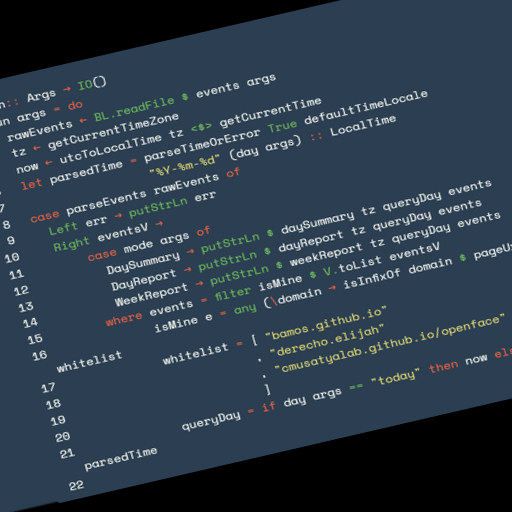 :: Args → IO()
args = do
rawEvents ← BL.readFile $ events args
tz ← getCurrentTimeZone
now ← utcToLocalTime tz <$> getCurrentTime
let parsedTime = parseTimeOrError True defaultTimeLocale
7 "%Y-%m-%d" (day args) :: LocalTime
8 case parseEvents rawEvents of
9 Left err → putStrLn err
10 Right eventsV →
11 case mode args of
12 DaySummary → putStrLn $ daySummary tz queryDay events
13 DayReport → putStrLn $ dayReport tz queryDay events
14 WeekReport → putStrLn $ weekReport tz queryDay events
15 where events = filter isMine $ V.toList eventsV
16 isMine e = any (\domain → isInfixOf domain $
whitelist
17 whitelist = [ "bamos.github.io"
18 , "derecho.elijah"
19 , "cmusatyalab.github.io/openface"
20 ]
21 queryDay = if day args == "today" then now
parsedTime
22